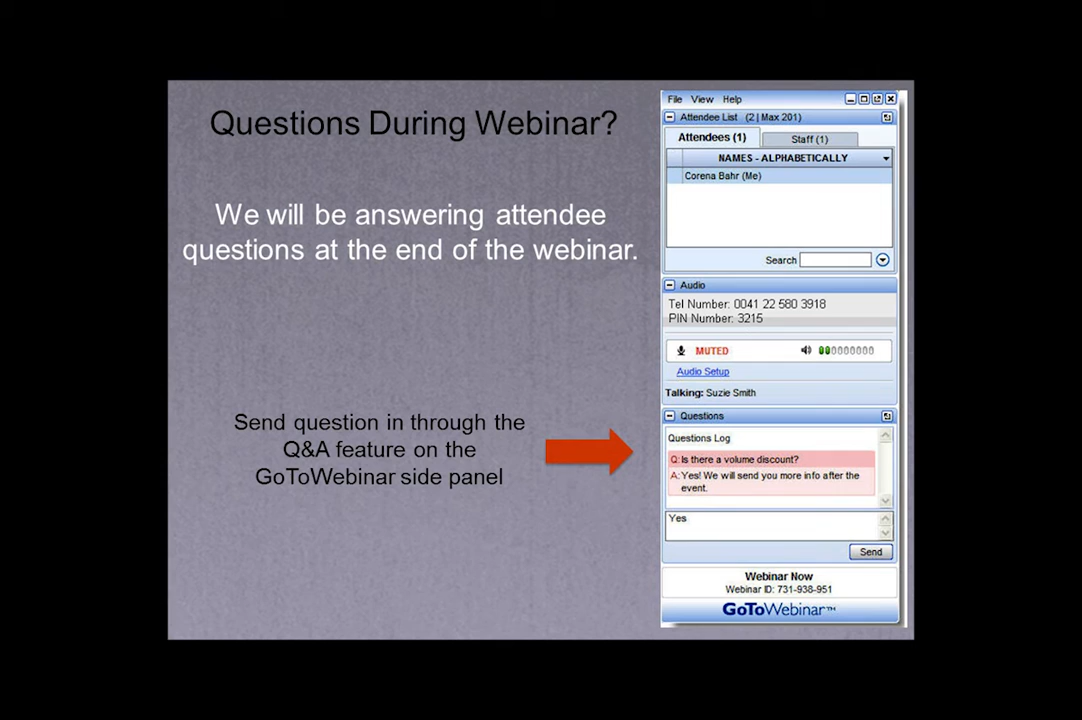 Questions During Webinar?
We will be answering attendee
questions at the end of the webinar.
Send question in through the
Q&A feature on the
GoToWebinar side panel
File View Help
Attendee List (2 | Max 201)
Attendees (1) Staff (1)
NAMES - ALPHABETICALLY
Corena Bahr (Me)
Search
Audio
Tel Number: 0041 22 580 3918
PIN Number: 3215
MUTED
Audio Setup
Talking: Suzie Smith
Questions
Questions Log
Q: Is there a volume discount?
A: Yes! We will send you more info after the
event.
Yes
Send
Webinar Now
Webinar ID: 731-938-951
GoToWebinar™